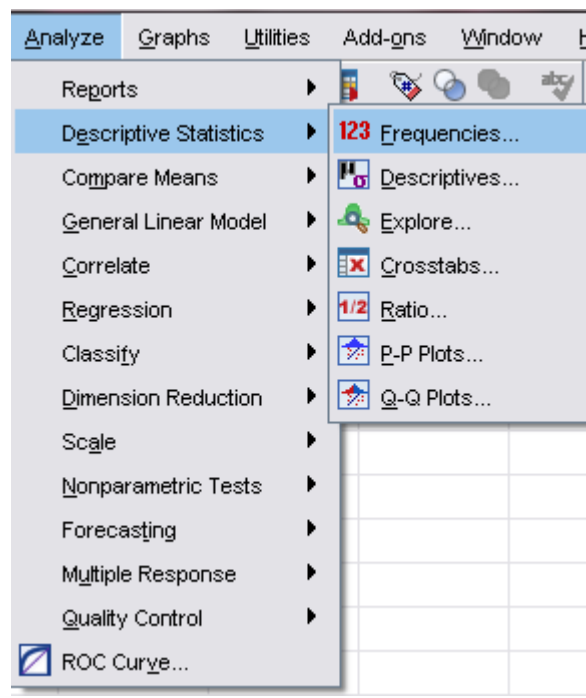 Analyze Graphs Utilities Add-ons Window
Reports
Descriptive Statistics
Compare Means
General Linear Model
Correlate
Regression
Classify
Dimension Reduction
Scale
Nonparametric Tests
Forecasting
Multiple Response
Quality Control
ROC Curve...
123 Frequencies...
μσ Descriptives...
Explore...
Crosstabs...
1/2 Ratio...
P-P Plots...
Q-Q Plots...